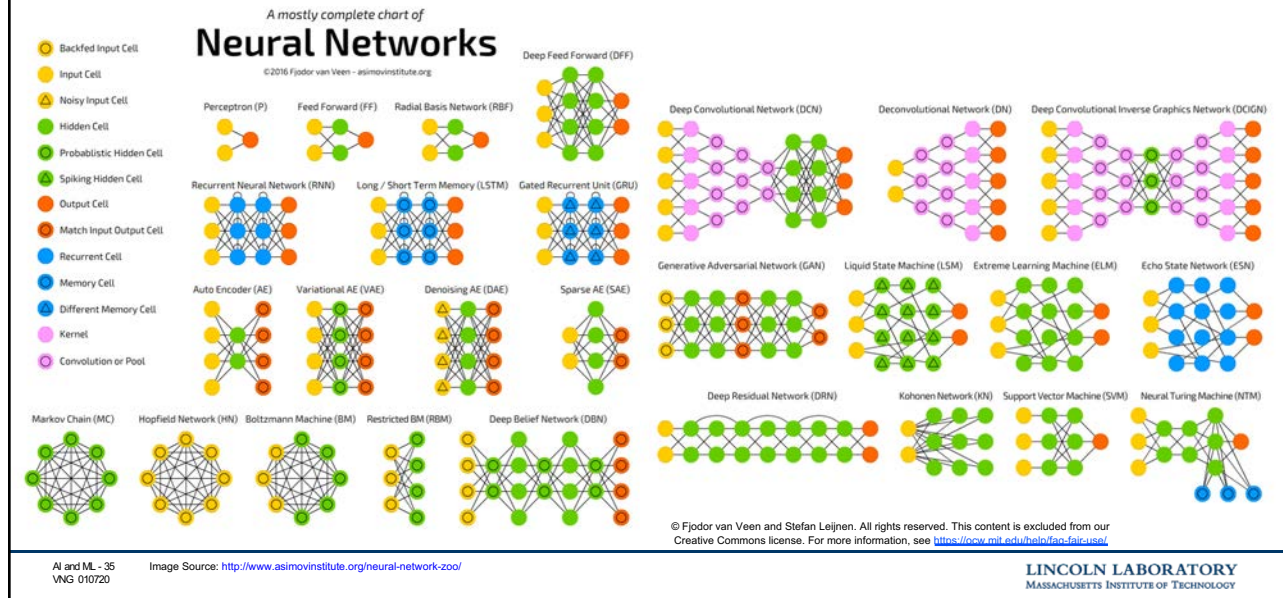 A mostly complete chart of
Neural Networks
©2016 Fjodor van Veen - asimovinstitute.org
Backfed Input Cell
Input Cell
Noisy Input Cell
Hidden Cell
Probablistic Hidden Cell
Spiking Hidden Cell
Output Cell
Match Input Output Cell
Recurrent Cell
Memory Cell
Different Memory Cell
Kernel
Convolution or Pool
Deep Feed Forward (DFF)
Perceptron (P)
Feed Forward (FF)
Radial Basis Network (RBF)
Recurrent Neural Network (RNN)
Long / Short Term Memory (LSTM)
Gated Recurrent Unit (GRU)
Auto Encoder (AE)
Variational AE (VAE)
Denoising AE (DAE)
Sparse AE (SAE)
Markov Chain (MC)
Hopfield Network (HN)
Boltzmann Machine (BM)
Restricted BM (RBM)
Deep Belief Network (DBN)
Deep Convolutional Network (DCN)
Deconvolutional Network (DN)
Deep Convolutional Inverse Graphics Network (DCIGN)
Generative Adversarial Network (GAN)
Liquid State Machine (LSM)
Extreme Learning Machine (ELM)
Echo State Network (ESN)
Deep Residual Network (DRN)
Kohonen Network (KN)
Support Vector Machine (SVM)
Neural Turing Machine (NTM)
© Fjodor van Veen and Stefan Leijnen. All rights reserved. This content is excluded from our
Creative Commons license. For more information, see https://ocw.mit.edu/help/faq-fair-use/
AI and ML - 35
VNG 010720
Image Source: http://www.asimovinstitute.org/neural-network-zoo/
LINCOLN LABORATORY
MASSACHUSETTS INSTITUTE OF TECHNOLOGY